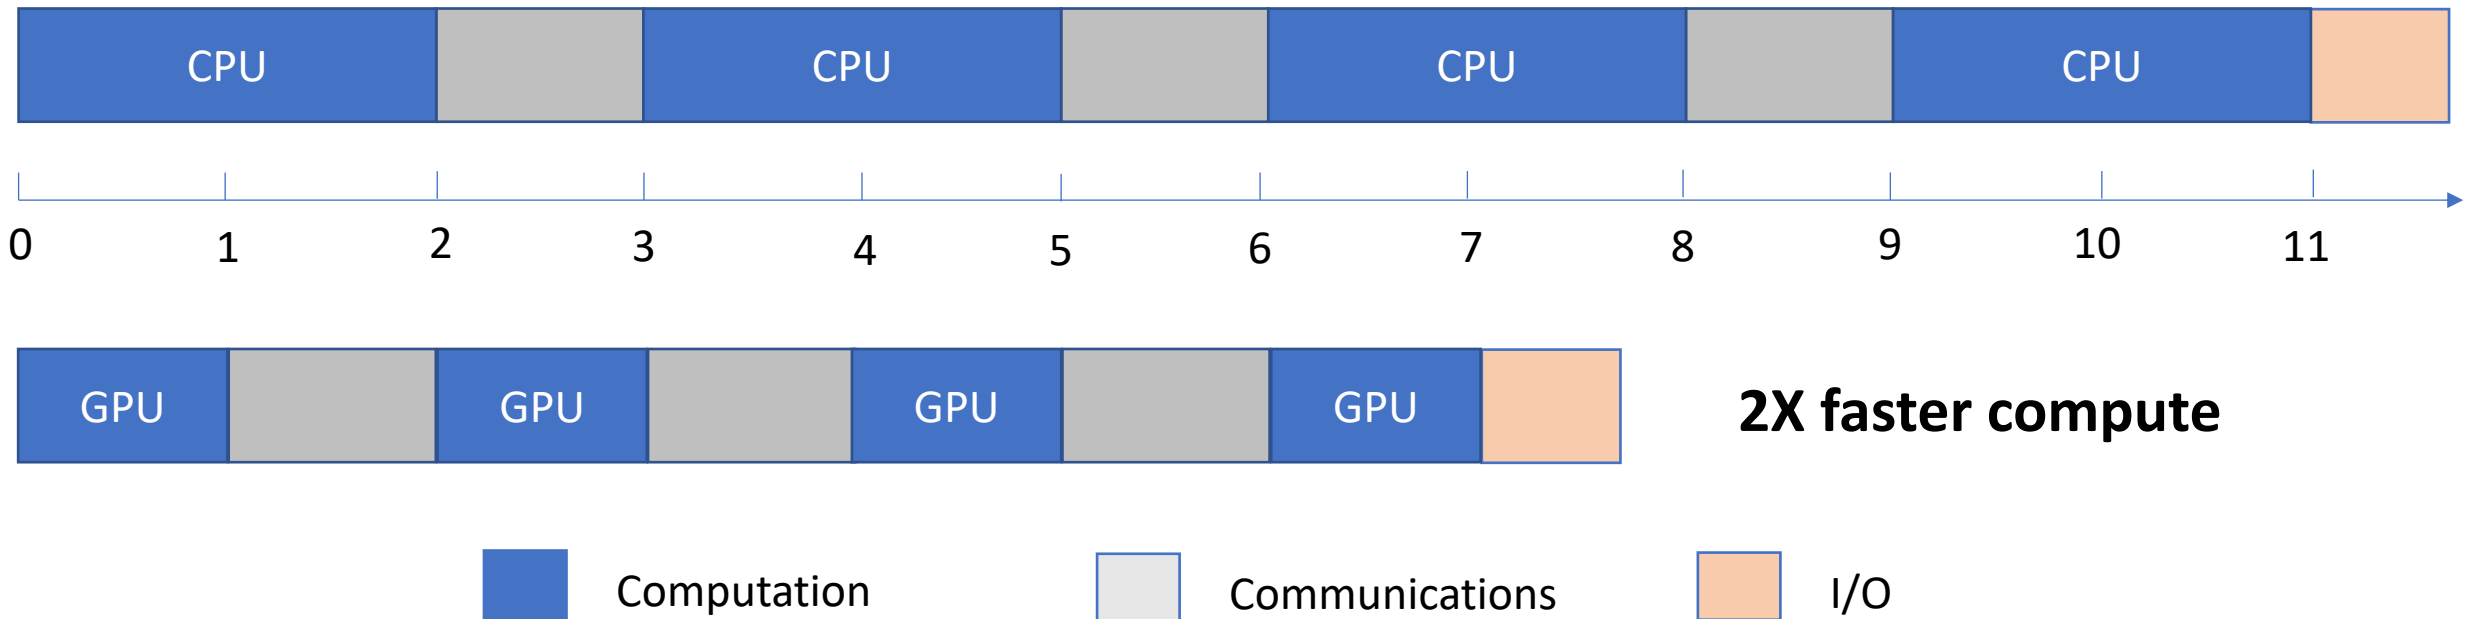 CPU CPU CPU CPU
0 1 2 3 4 5 6 7 8 9 10 11
GPU GPU GPU GPU 2X faster compute
Computation Communications I/O